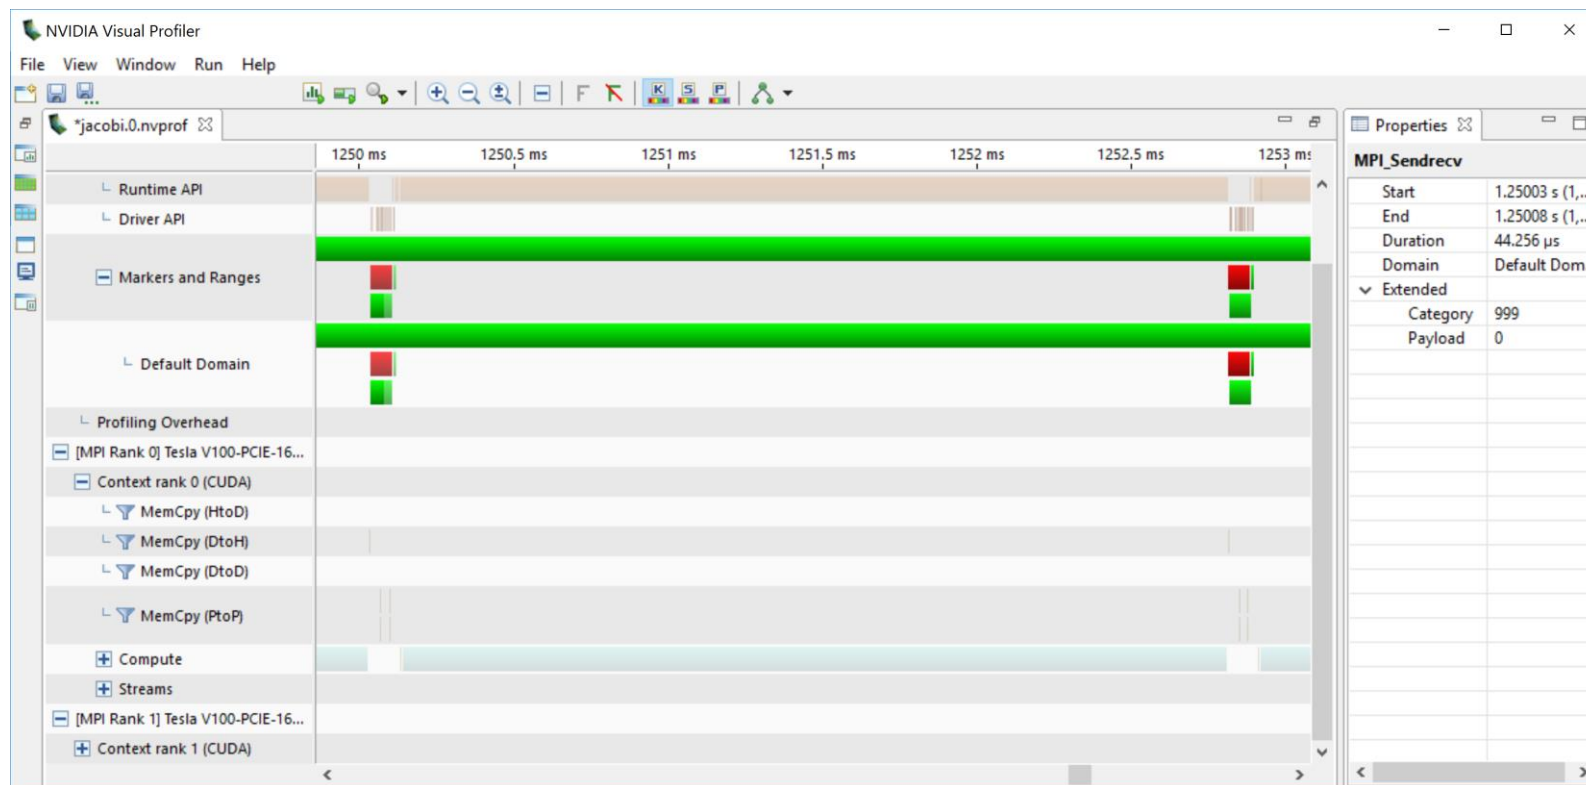 NVIDIA Visual Profiler
File View Window Run Help
F
K S P
*jacobi.0.nvprof
1250 ms 1250.5 ms 1251 ms 1251.5 ms 1252 ms 1252.5 ms 1253 ms
Runtime API
Driver API
Markers and Ranges
Default Domain
Profiling Overhead
[MPI Rank 0] Tesla V100-PCIE-16...
Context rank 0 (CUDA)
MemCpy (HtoD)
MemCpy (DtoH)
MemCpy (DtoD)
MemCpy (PtoP)
Compute
Streams
[MPI Rank 1] Tesla V100-PCIE-16...
Context rank 1 (CUDA)
Properties
MPI_Sendrecv
Start 1.25003 s (1,..
End 1.25008 s (1,..
Duration 44.256 µs
Domain Default Dom
Extended
Category 999
Payload 0